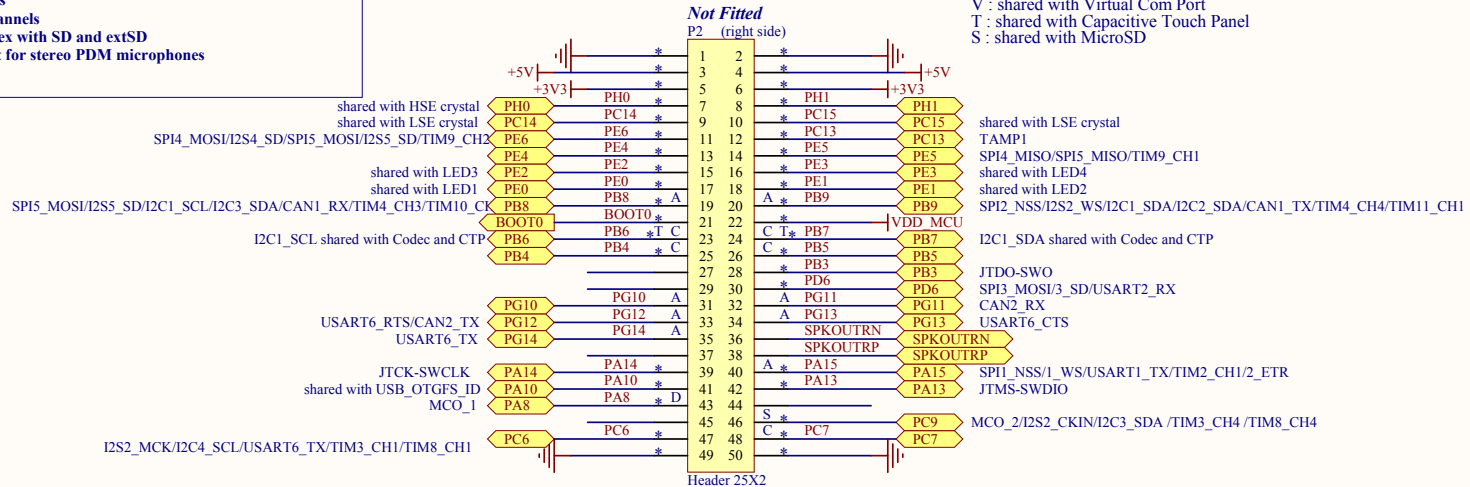 s
annels
ex with SD and extSD
t for stereo PDM microphones
V : shared with Virtual Com Port
T : shared with Capacitive Touch Panel
S : shared with MicroSD
Not Fitted
P2 (right side)
* 1 2 *
+5V * 3 4 * +5V
+3V3 * 5 6 * +3V3
shared with HSE crystal PH0 PH0 * 7 8 * PH1 PH1
shared with LSE crystal PC14 PC14 * 9 10 * PC15 PC15 shared with LSE crystal
SPI4_MOSI/I2S4_SD/SPI5_MOSI/I2S5_SD/TIM9_CH2 PE6 PE6 * 11 12 * PC13 PC13 TAMP1
PE4 PE4 * 13 14 * PE5 PE5 SPI4_MISO/SPI5_MISO/TIM9_CH1
shared with LED3 PE2 PE2 * 15 16 * PE3 PE3 shared with LED4
shared with LED1 PE0 PE0 * 17 18 * PE1 PE1 shared with LED2
SPI5_MOSI/I2S5_SD/I2C1_SCL/I2C3_SDA/CAN1_RX/TIM4_CH3/TIM10_CH PB8 PB8 * A 19 20 A * PB9 PB9 SPI2_NSS/I2S2_WS/I2C1_SDA/I2C2_SDA/CAN1_TX/TIM4_CH4/TIM11_CH1
BOOT0 BOOT0 * 21 22 * VDD_MCU
I2C1_SCL shared with Codec and CTP PB6 PB6 *T C 23 24 C T* PB7 PB7 I2C1_SDA shared with Codec and CTP
PB4 PB4 * C 25 26 C * PB5 PB5
27 28 * PB3 PB3 JTDO-SWO
29 30 * PD6 PD6 SPI3_MOSI/3_SD/USART2_RX
PG10 PG10 A 31 32 A PG11 PG11 CAN2_RX
USART6_RTS/CAN2_TX PG12 PG12 A 33 34 A PG13 PG13 USART6_CTS
USART6_TX PG14 PG14 A 35 36 SPKOUTRN SPKOUTRN
37 38 SPKOUTRP SPKOUTRP
JTCK-SWCLK PA14 PA14 * 39 40 A * PA15 PA15 SPI1_NSS/1_WS/USART1_TX/TIM2_CH1/2_ETR
shared with USB_OTGFS_ID PA10 PA10 * 41 42 * PA13 PA13 JTMS-SWDIO
MCO_1 PA8 PA8 * D 43 44
45 46 S * PC9 MCO_2/I2S2_CKIN/I2C3_SDA /TIM3_CH4 /TIM8_CH4
I2S2_MCK/I2C4_SCL/USART6_TX/TIM3_CH1/TIM8_CH1 PC6 PC6 * 47 48 C * PC7 PC7
* 49 50 *
Header 25X2